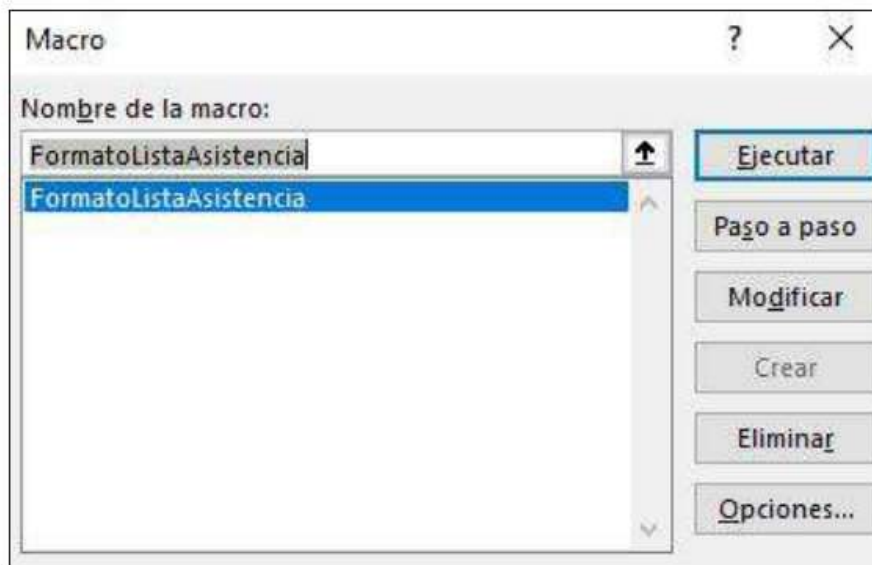 Macro ?
Nombre de la macro:
FormatoListaAsistencia
FormatoListaAsistencia
Ejecutar
Paso a paso
Modificar
Crear
Eliminar
Opciones...